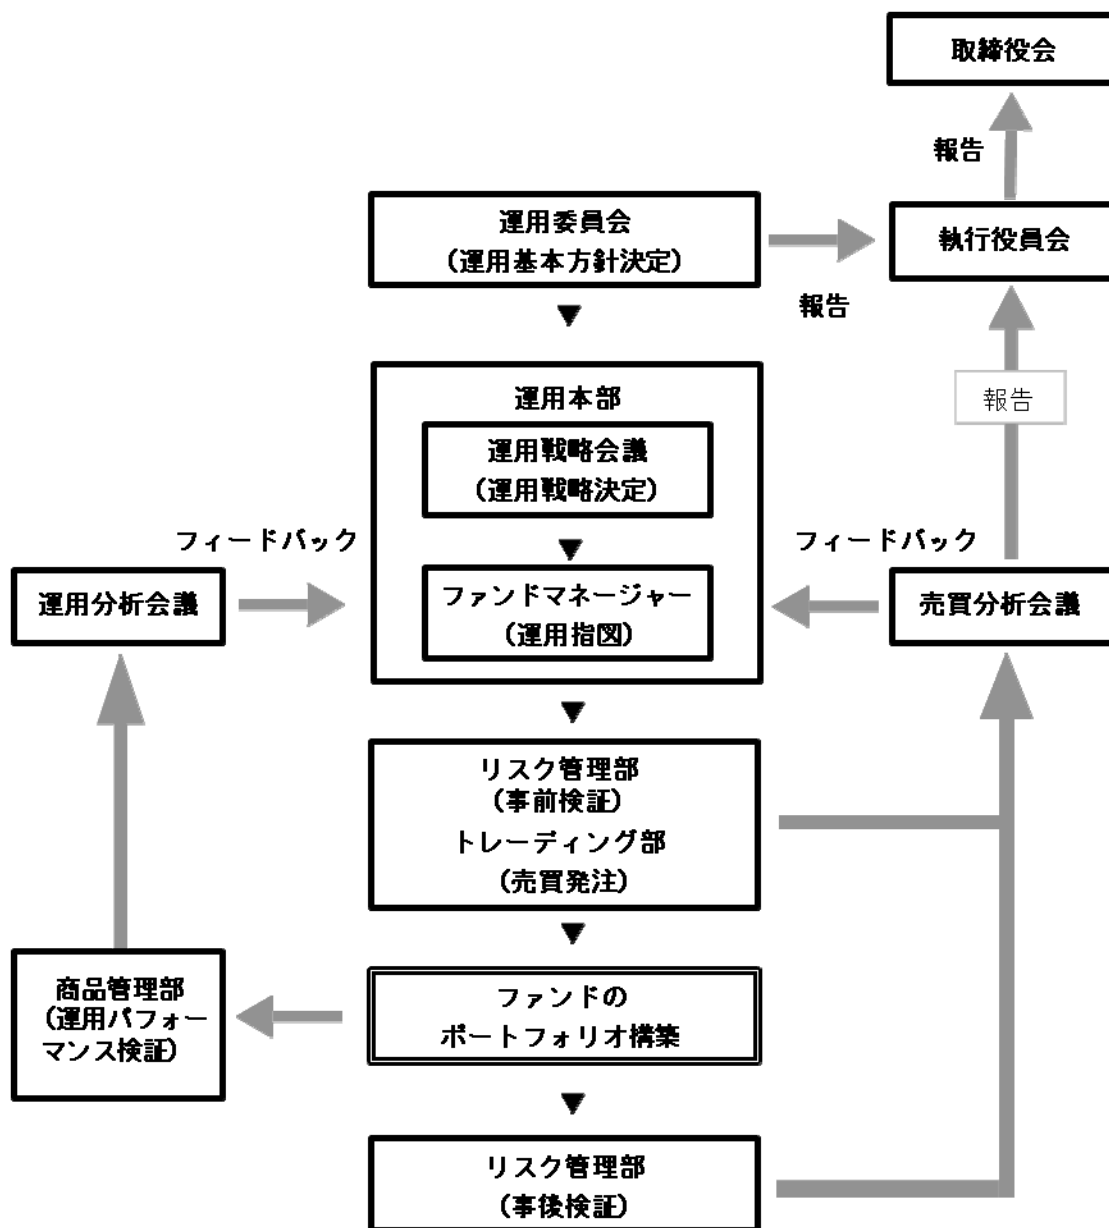 取締役会
報告
運用委員会
(運用基本方針決定)
執行役員会
報告
運用本部
報告
運用戦略会議
(運用戦略決定)
フィードバック
フィードバック
運用分析会議
ファンドマネージャー
(運用指図)
売買分析会議
リスク管理部
(事前検証)
トレーディング部
(売買発注)
商品管理部
(運用パフォー
マンス検証)
ファンドの
ポートフォリオ構築
リスク管理部
(事後検証)